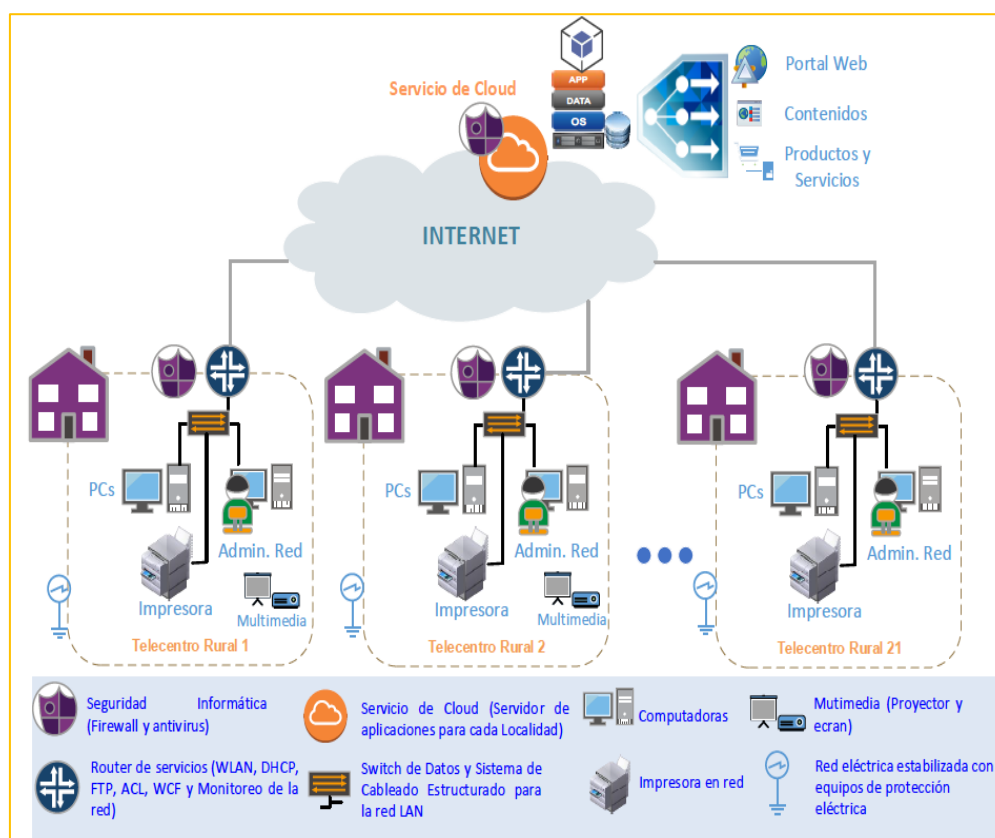 APP
DATA
OS
Servicio de Cloud
Portal Web
Contenidos
Productos y
Servicios
INTERNET
PCs
Admin. Red
Impresora
Multimedia
Telecentro Rural 1
PCs
Admin. Red
Impresora
Multimedia
Telecentro Rural 2
PCs
Admin. Red
Impresora
Telecentro Rural 21
Seguridad Informática
(Firewall y antivirus)
Servicio de Cloud (Servidor de
aplicaciones para cada Localidad)
Computadoras
Mutimedia (Proyector y
ecran)
Router de servicios (WLAN, DHCP,
FTP, ACL, WCF y Monitoreo de la
red)
Switch de Datos y Sistema de
Cableado Estructurado para
la red LAN
Impresora en red
Red eléctrica estabilizada con
equipos de protección
eléctrica